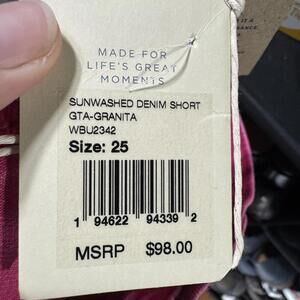 MADE FOR
LIFE'S GREAT
MOMENTS
SUNWASHED DENIM SHORT
GTA-GRANITA
WBU2342
Size: 25
1 94622 94339 2
MSRP $98.00